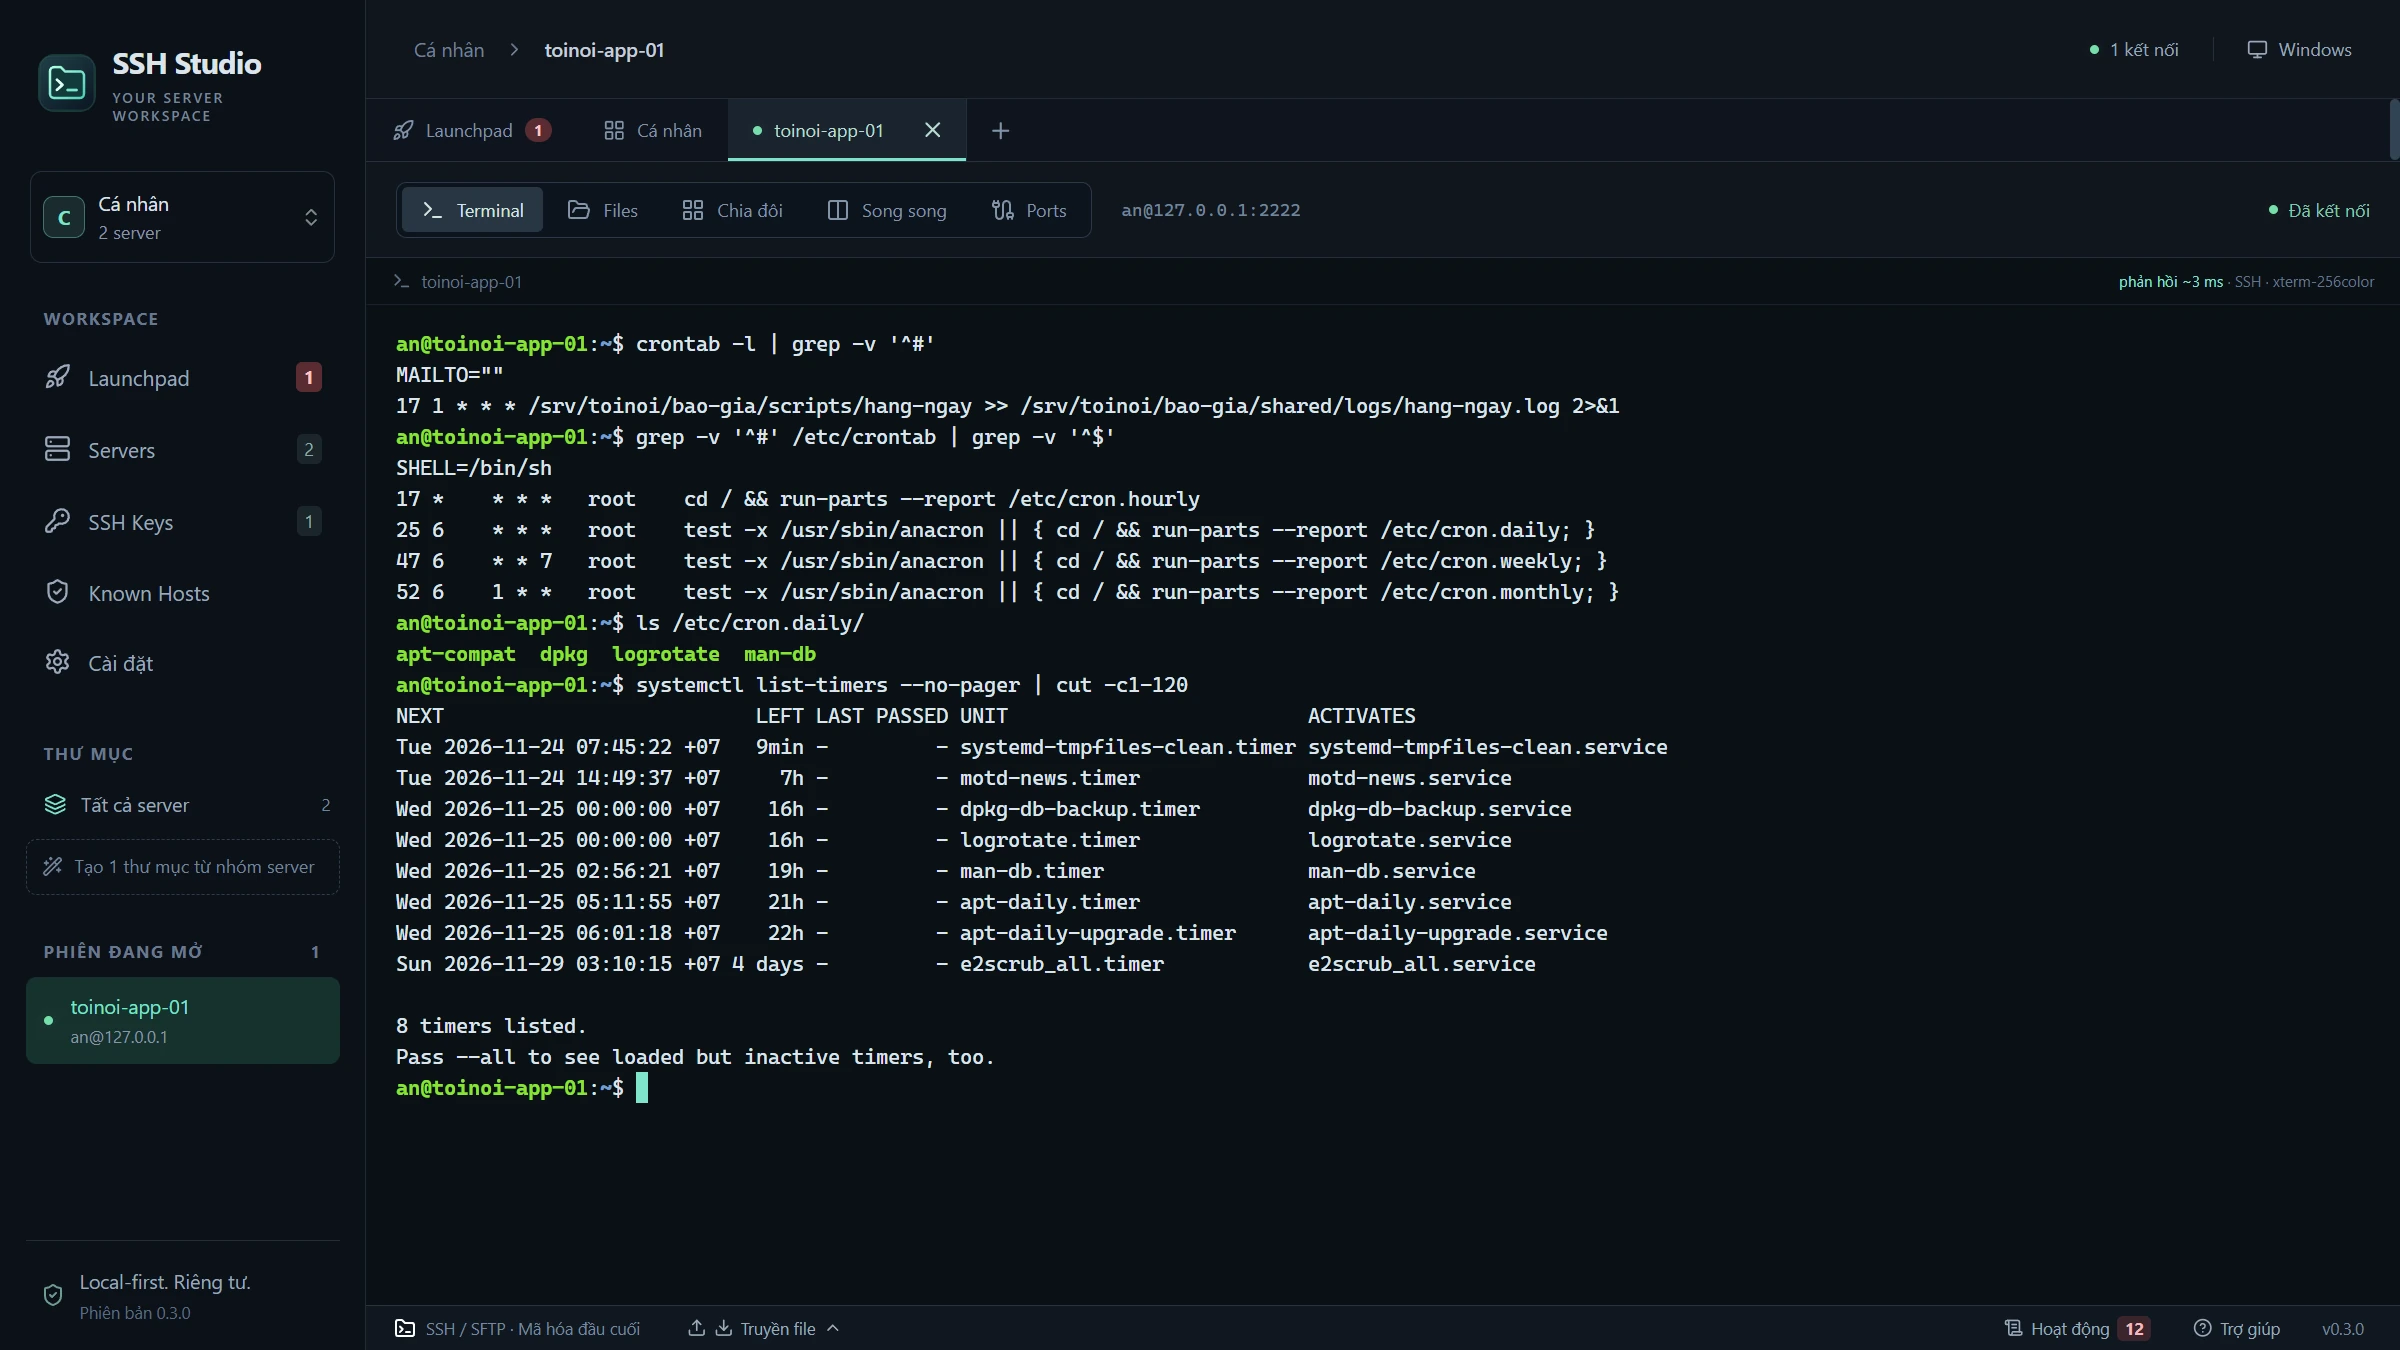 SSH Studio
YOUR SERVER
WORKSPACE
C
Cá nhân
2 server
WORKSPACE
Launchpad 1
Servers 2
SSH Keys 1
Known Hosts
Cài đặt
THƯ MỤC
Tất cả server 2
Tạo 1 thư mục từ nhóm server
PHIÊN ĐANG MỞ 1
toinoi-app-01
an@127.0.0.1
Local-first. Riêng tư.
Phiên bản 0.3.0
Cá nhân > toinoi-app-01
1 kết nối
Windows
Launchpad 1
Cá nhân
toinoi-app-01
Terminal
Files
Chia đôi
Song song
Ports
an@127.0.0.1:2222
Đã kết nối
toinoi-app-01
phản hồi ~3 ms · SSH · xterm-256color
an@toinoi-app-01:~$ crontab -l | grep -v '^#'
MAILTO=""
17 1 * * * /srv/toinoi/bao-gia/scripts/hang-ngay >> /srv/toinoi/bao-gia/shared/logs/hang-ngay.log 2>&1
an@toinoi-app-01:~$ grep -v '^#' /etc/crontab | grep -v '^$'
SHELL=/bin/sh
17 *    * * *   root    cd / && run-parts --report /etc/cron.hourly
25 6    * * *   root    test -x /usr/sbin/anacron || { cd / && run-parts --report /etc/cron.daily; }
47 6    * * 7   root    test -x /usr/sbin/anacron || { cd / && run-parts --report /etc/cron.weekly; }
52 6    1 * *   root    test -x /usr/sbin/anacron || { cd / && run-parts --report /etc/cron.monthly; }
an@toinoi-app-01:~$ ls /etc/cron.daily/
apt-compat  dpkg  logrotate  man-db
an@toinoi-app-01:~$ systemctl list-timers --no-pager | cut -c1-120
NEXT                          LEFT LAST PASSED UNIT                         ACTIVATES
Tue 2026-11-24 07:45:22 +07   9min -         - systemd-tmpfiles-clean.timer systemd-tmpfiles-clean.service
Tue 2026-11-24 14:49:37 +07     7h -         - motd-news.timer              motd-news.service
Wed 2026-11-25 00:00:00 +07    16h -         - dpkg-db-backup.timer         dpkg-db-backup.service
Wed 2026-11-25 00:00:00 +07    16h -         - logrotate.timer              logrotate.service
Wed 2026-11-25 02:56:21 +07    19h -         - man-db.timer                 man-db.service
Wed 2026-11-25 05:11:55 +07    21h -         - apt-daily.timer              apt-daily.service
Wed 2026-11-25 06:01:18 +07    22h -         - apt-daily-upgrade.timer      apt-daily-upgrade.service
Sun 2026-11-29 03:10:15 +07 4 days -         - e2scrub_all.timer            e2scrub_all.service
8 timers listed.
Pass --all to see loaded but inactive timers, too.
an@toinoi-app-01:~$
SSH / SFTP · Mã hóa đầu cuối
Truyền file
Hoạt động 12
Trợ giúp
v0.3.0